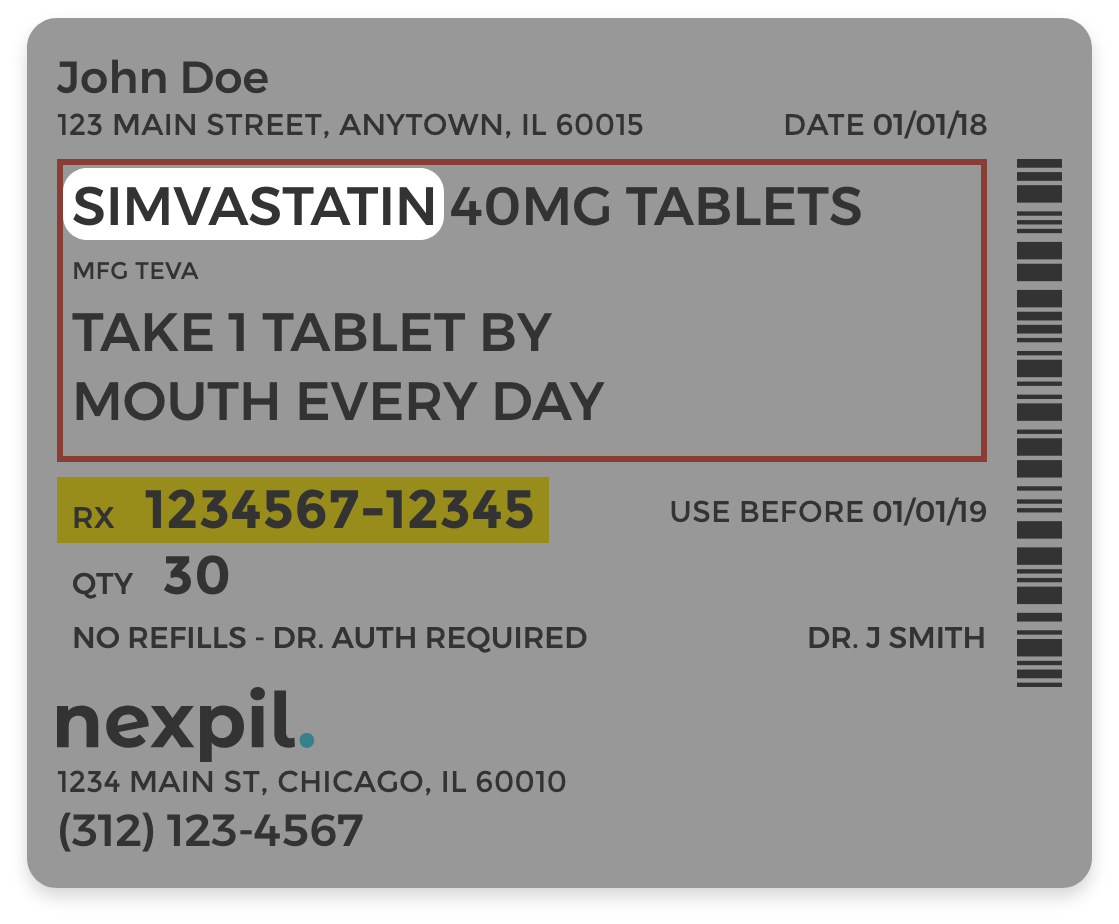 John Doe
123 MAIN STREET, ANYTOWN, IL 60015 DATE 01/01/18
SIMVASTATIN 40MG TABLETS
MFG TEVA
TAKE 1 TABLET BY
MOUTH EVERY DAY
RX 1234567-12345 USE BEFORE 01/01/19
QTY 30
NO REFILLS - DR. AUTH REQUIRED DR. J SMITH
nexpil.
1234 MAIN ST, CHICAGO, IL 60010
(312) 123-4567